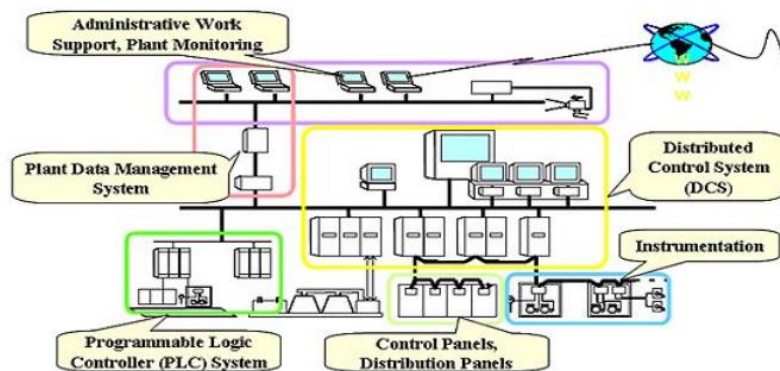 Administrative Work
Support, Plant Monitoring
W
W
W
Plant Data Management
System
Distributed
Control System
(DCS)
Instrumentation
Programmable Logic
Controller (PLC) System
Control Panels,
Distribution Panels